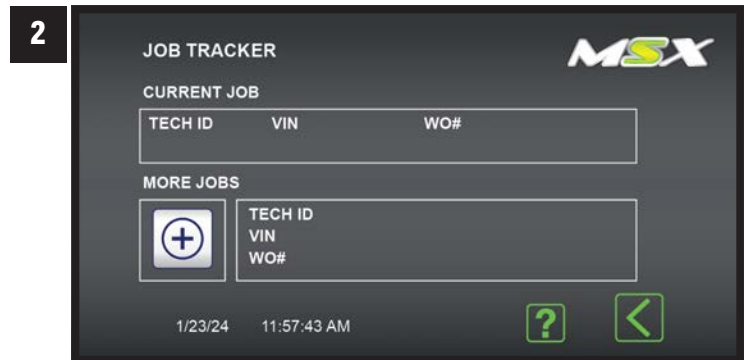 2
JOB TRACKER
MSX
CURRENT JOB
TECH ID VIN WO#
MORE JOBS
TECH ID
VIN
WO#
1/23/24 11:57:43 AM
?